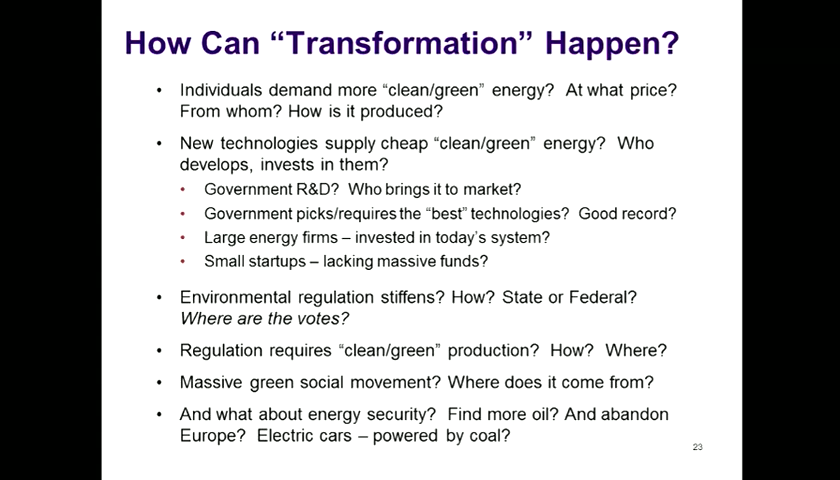 How Can “Transformation” Happen?
• Individuals demand more “clean/green” energy? At what price?
From whom? How is it produced?
• New technologies supply cheap “clean/green” energy? Who
develops, invests in them?
• Government R&D? Who brings it to market?
• Government picks/requires the “best” technologies? Good record?
• Large energy firms – invested in today’s system?
• Small startups – lacking massive funds?
• Environmental regulation stiffens? How? State or Federal?
Where are the votes?
• Regulation requires “clean/green” production? How? Where?
• Massive green social movement? Where does it come from?
• And what about energy security? Find more oil? And abandon
Europe? Electric cars – powered by coal?
23